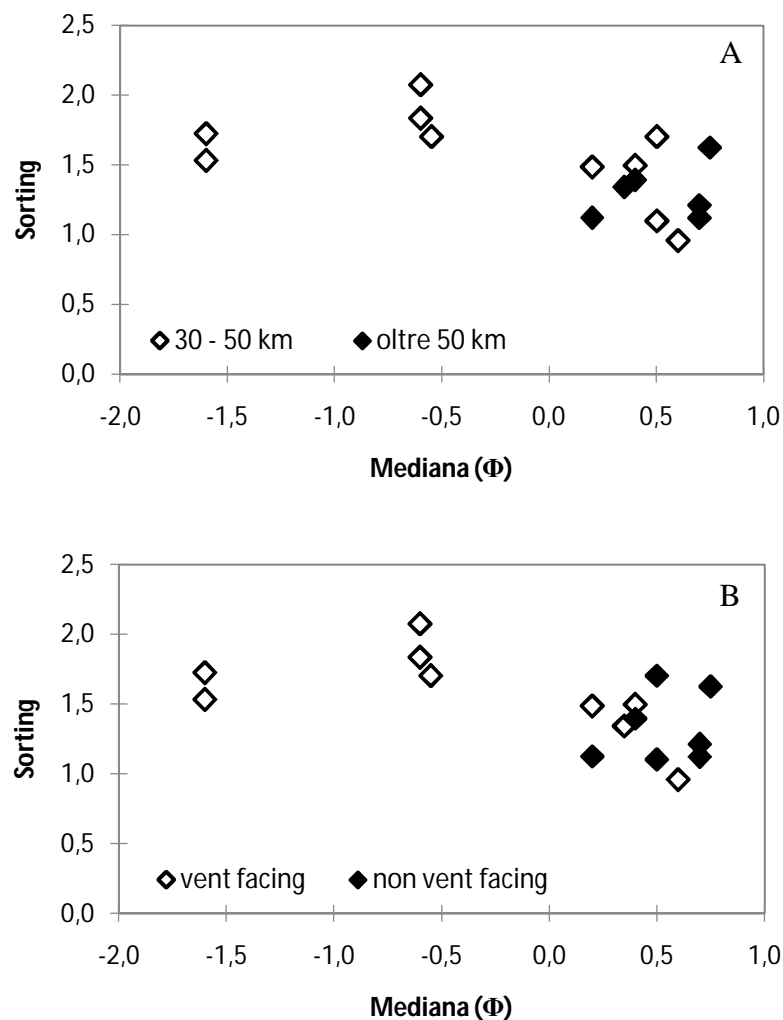 2,5
A
2,0
1,5
Sorting
1,0
0,5
30 - 50 km oltre 50 km
0,0
-2,0 -1,5 -1,0 -0,5 0,0 0,5 1,0
Mediana (Φ)
2,5
B
2,0
1,5
Sorting
1,0
0,5
vent facing non vent facing
0,0
-2,0 -1,5 -1,0 -0,5 0,0 0,5 1,0
Mediana (Φ)